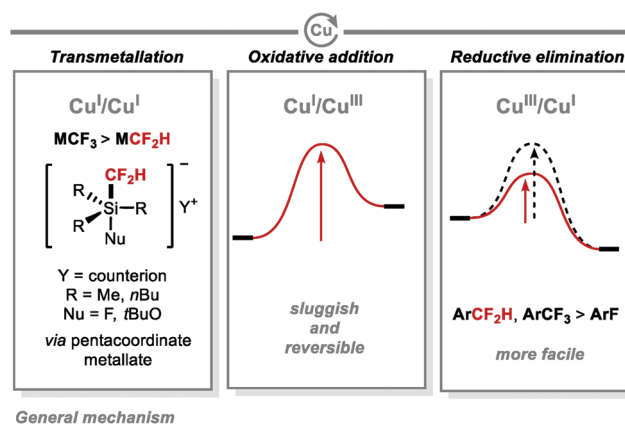 Cu
Transmetallation
Oxidative addition
Reductive elimination
Cuᴵ/Cuᴵ
MCF₃ > MCF₂H
CF₂H
R
Si
R
R
Nu
−
Y⁺
Y = counterion
R = Me, nBu
Nu = F, tBuO
via pentacoordinate
metallate
Cuᴵ/Cuᴵᴵᴵ
sluggish
and
reversible
Cuᴵᴵᴵ/Cuᴵ
ArCF₂H, ArCF₃ > ArF
more facile
General mechanism